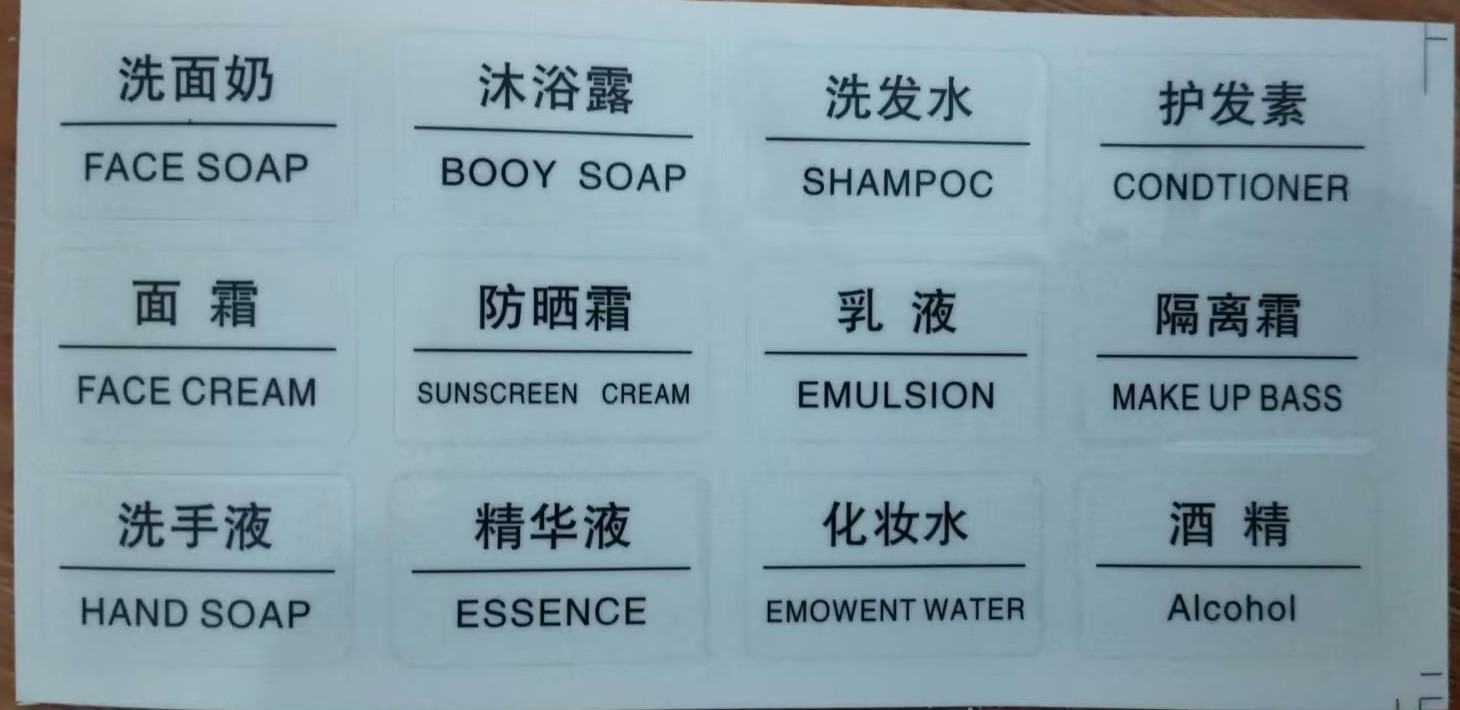 洗面奶
FACE SOAP
沐浴露
BOOY SOAP
洗发水
SHAMPOC
护发素
CONDTIONER
面 霜
FACE CREAM
防晒霜
SUNSCREEN CREAM
乳 液
EMULSION
隔离霜
MAKE UP BASS
洗手液
HAND SOAP
精华液
ESSENCE
化妆水
EMOWENT WATER
酒 精
Alcohol